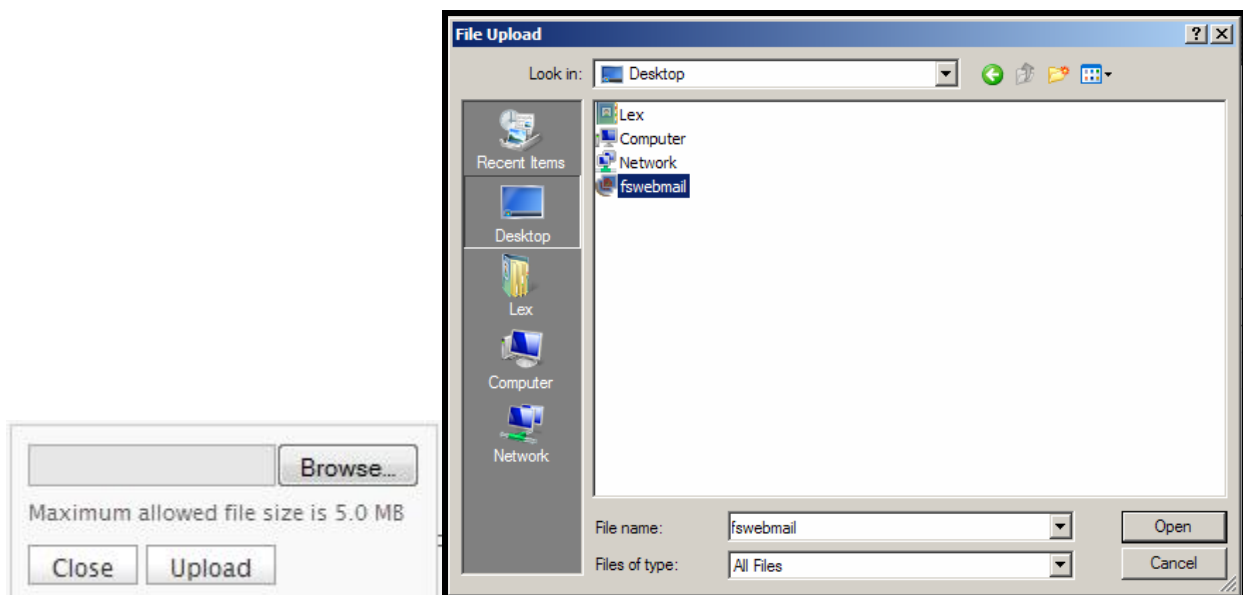 Browse...
Maximum allowed file size is 5.0 MB
Close Upload
File Upload
Look in: Desktop
Recent Items
Desktop
Lex
Computer
Network
Lex
Computer
Network
fswebmail
File name: fswebmail Open
Files of type: All Files Cancel